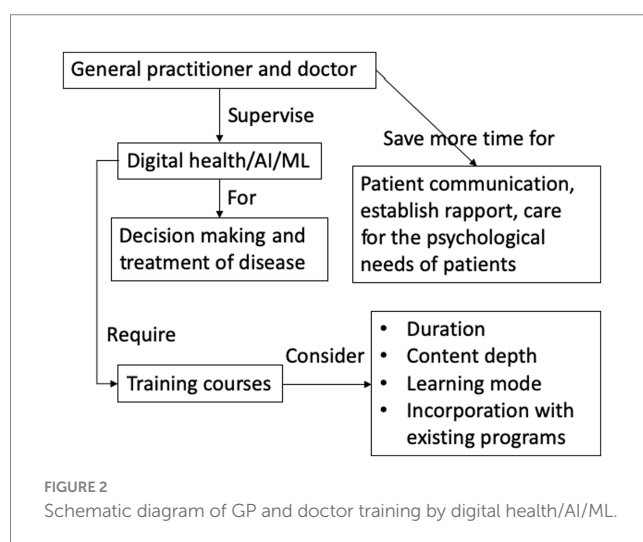 General practitioner and doctor
Supervise
Save more time for
Digital health/AI/ML
Patient communication,
establish rapport, care
for the psychological
needs of patients
For
Decision making and
treatment of disease
Require
Training courses
Consider
• Duration
• Content depth
• Learning mode
• Incorporation with
existing programs
FIGURE 2
Schematic diagram of GP and doctor training by digital health/AI/ML.